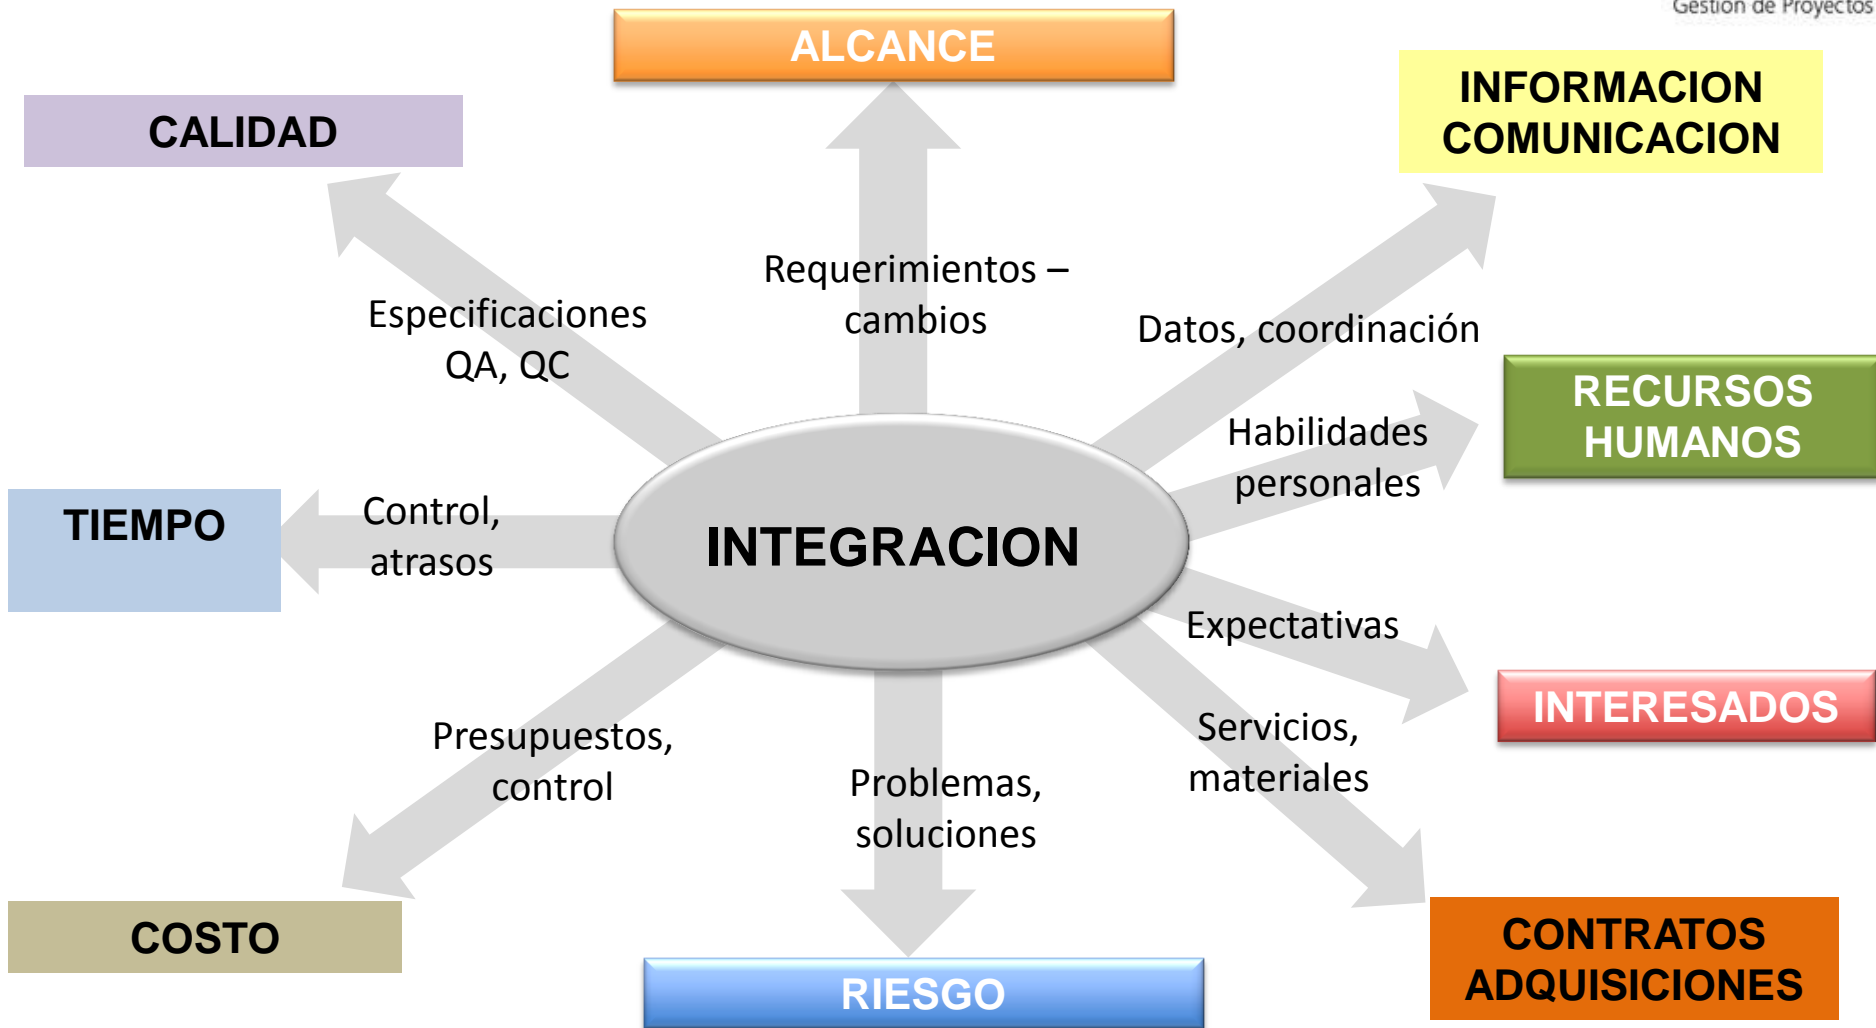 Gestión de Proyectos
ALCANCE
INFORMACION
COMUNICACION
CALIDAD
Requerimientos –
cambios
Especificaciones
QA, QC
Datos, coordinación
RECURSOS
HUMANOS
Habilidades
personales
TIEMPO
Control,
atrasos
INTEGRACION
Expectativas
INTERESADOS
Servicios,
materiales
Presupuestos,
control
Problemas,
soluciones
COSTO
RIESGO
CONTRATOS
ADQUISICIONES